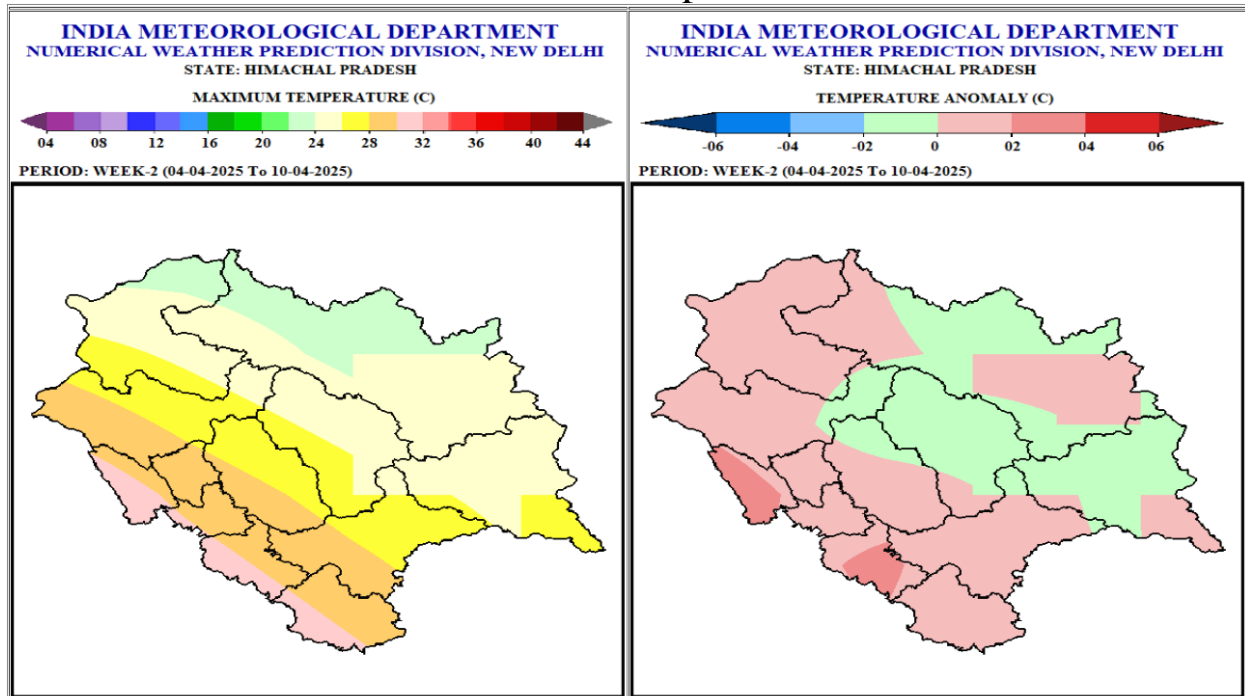 INDIA METEOROLOGICAL DEPARTMENT
NUMERICAL WEATHER PREDICTION DIVISION, NEW DELHI
STATE: HIMACHAL PRADESH
MAXIMUM TEMPERATURE (C)
04 08 12 16 20 24 28 32 36 40 44
PERIOD: WEEK-2 (04-04-2025 To 10-04-2025)
INDIA METEOROLOGICAL DEPARTMENT
NUMERICAL WEATHER PREDICTION DIVISION, NEW DELHI
STATE: HIMACHAL PRADESH
TEMPERATURE ANOMALY (C)
-06 -04 -02 0 02 04 06
PERIOD: WEEK-2 (04-04-2025 To 10-04-2025)